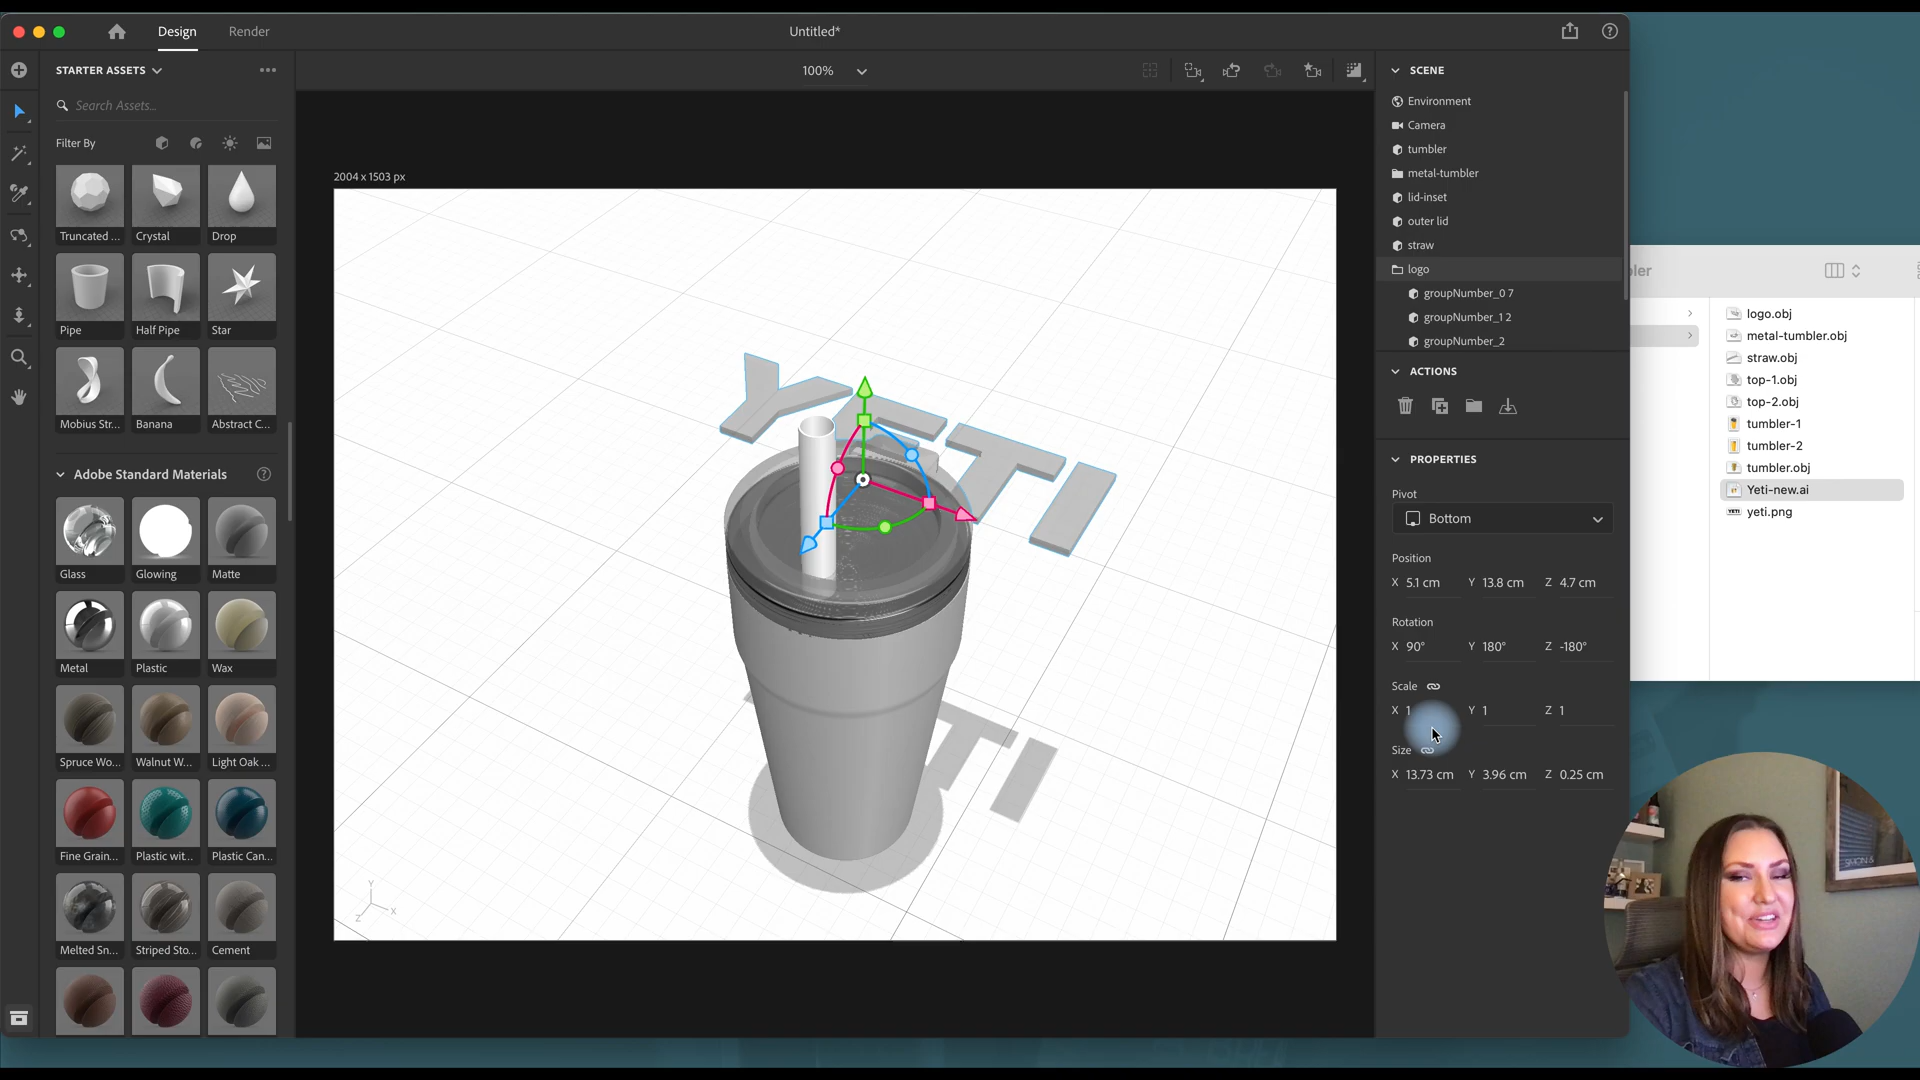 Design
Render
Untitled*
STARTER ASSETS
100%
SCENE
Search Assets...
Filter By
Environment
Camera
tumbler
metal-tumbler
lid-inset
outer lid
straw
logo
groupNumber_0 7
groupNumber_1 2
groupNumber_2
2004 x 1503 px
Truncated ...
Crystal
Drop
Pipe
Half Pipe
Star
Mobius Str...
Banana
Abstract C...
Adobe Standard Materials
Glass
Glowing
Matte
Metal
Plastic
Wax
Spruce Wo...
Walnut W...
Light Oak ...
Fine Grain...
Plastic wit...
Plastic Can...
Melted Sn...
Striped Sto...
Cement
YETI
TI
Y
X
Z
ACTIONS
PROPERTIES
Pivot
Bottom
Position
X 5.1 cm Y 13.8 cm Z 4.7 cm
Rotation
X 90° Y 180° Z -180°
Scale
X 1 Y 1 Z 1
Size
X 13.73 cm Y 3.96 cm Z 0.25 cm
bler
logo.obj
metal-tumbler.obj
straw.obj
top-1.obj
top-2.obj
tumbler-1
tumbler-2
tumbler.obj
Yeti-new.ai
yeti.png